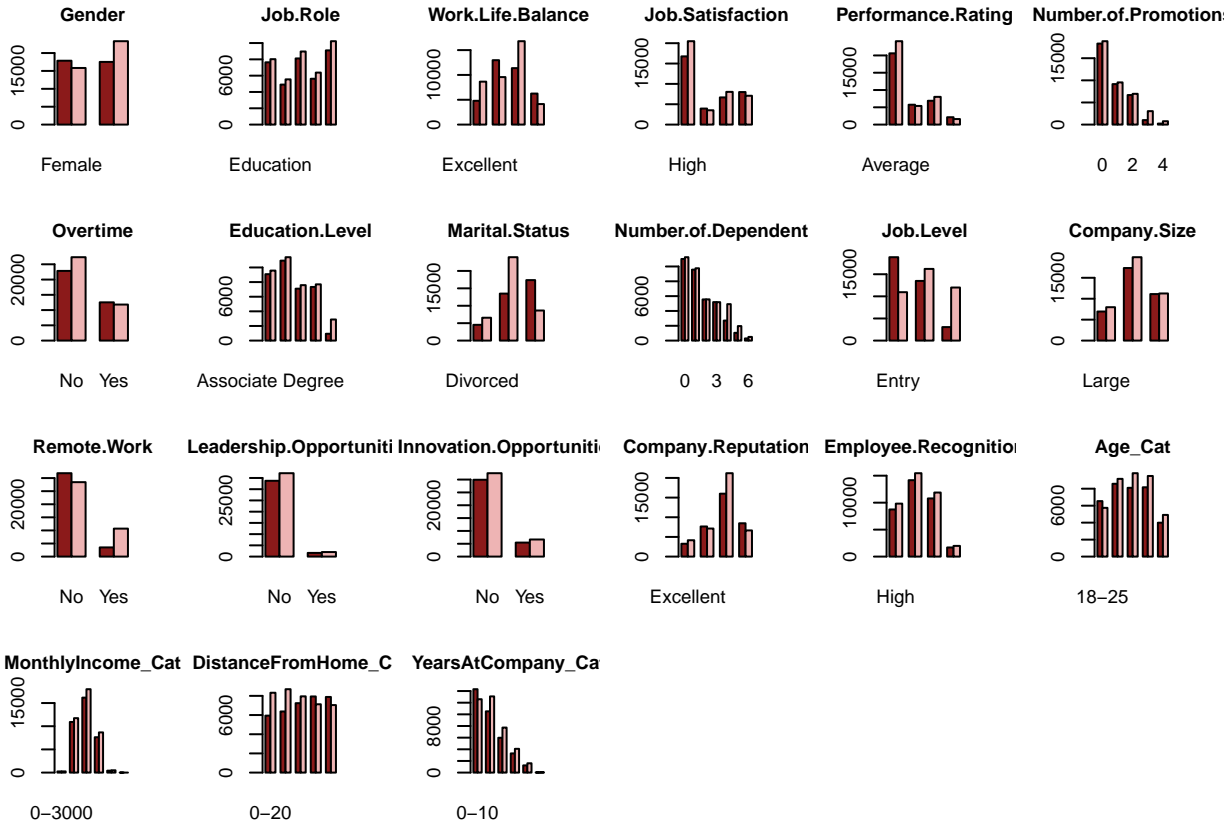 Gender Job.Role Work.Life.Balance Job.Satisfaction Performance.Rating Number.of.Promotions
0 15000 0 6000 0 10000 0 15000 0 15000 0 15000
Female Education Excellent High Average 0 2 4
Overtime Education.Level Marital.Status Number.of.Dependent Job.Level Company.Size
0 20000 0 6000 0 15000 0 6000 0 15000 0 15000
No Yes Associate Degree Divorced 0 3 6 Entry Large
Remote.Work Leadership.Opportuniti Innovation.Opportuniti Company.Reputation Employee.Recognition Age_Cat
0 20000 0 25000 0 20000 0 15000 0 10000 0 6000
No Yes No Yes No Yes Excellent High 18−25
MonthlyIncome_Cat DistanceFromHome_C YearsAtCompany_Cat
0 15000 0 6000 0 8000
0−3000 0−20 0−10